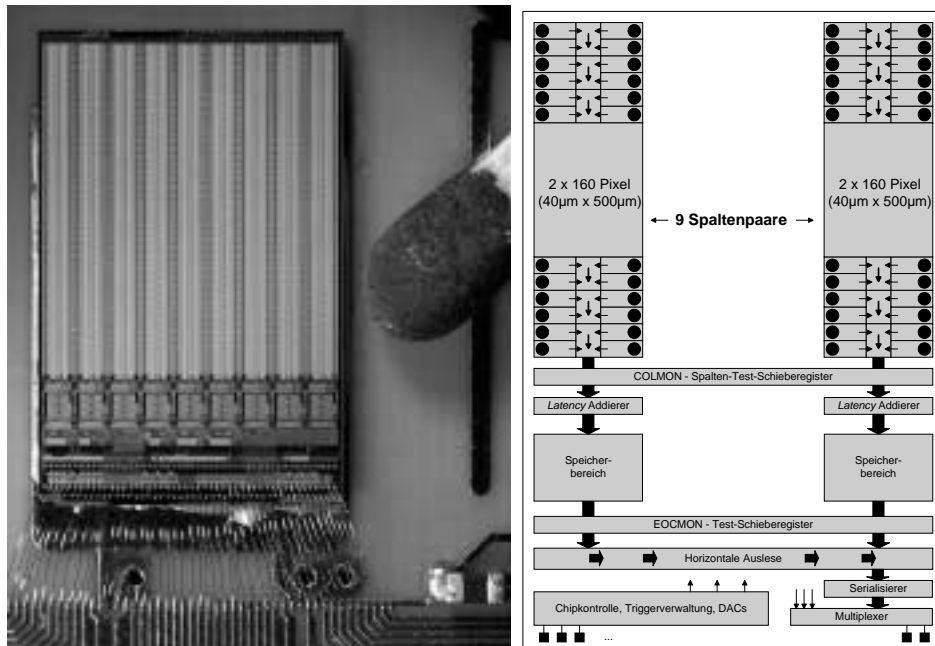 2 x 160 Pixel
(40µm x 500µm)
2 x 160 Pixel
(40µm x 500µm)
9 Spaltenpaare
COLMON - Spalten-Test-Schieberegister
Latency Addierer
Latency Addierer
Speicher-
bereich
Speicher-
bereich
EOCMON - Test-Schieberegister
Horizontale Auslese
Serialisierer
Chipkontrolle, Triggerverwaltung, DACs
Multiplexer
...